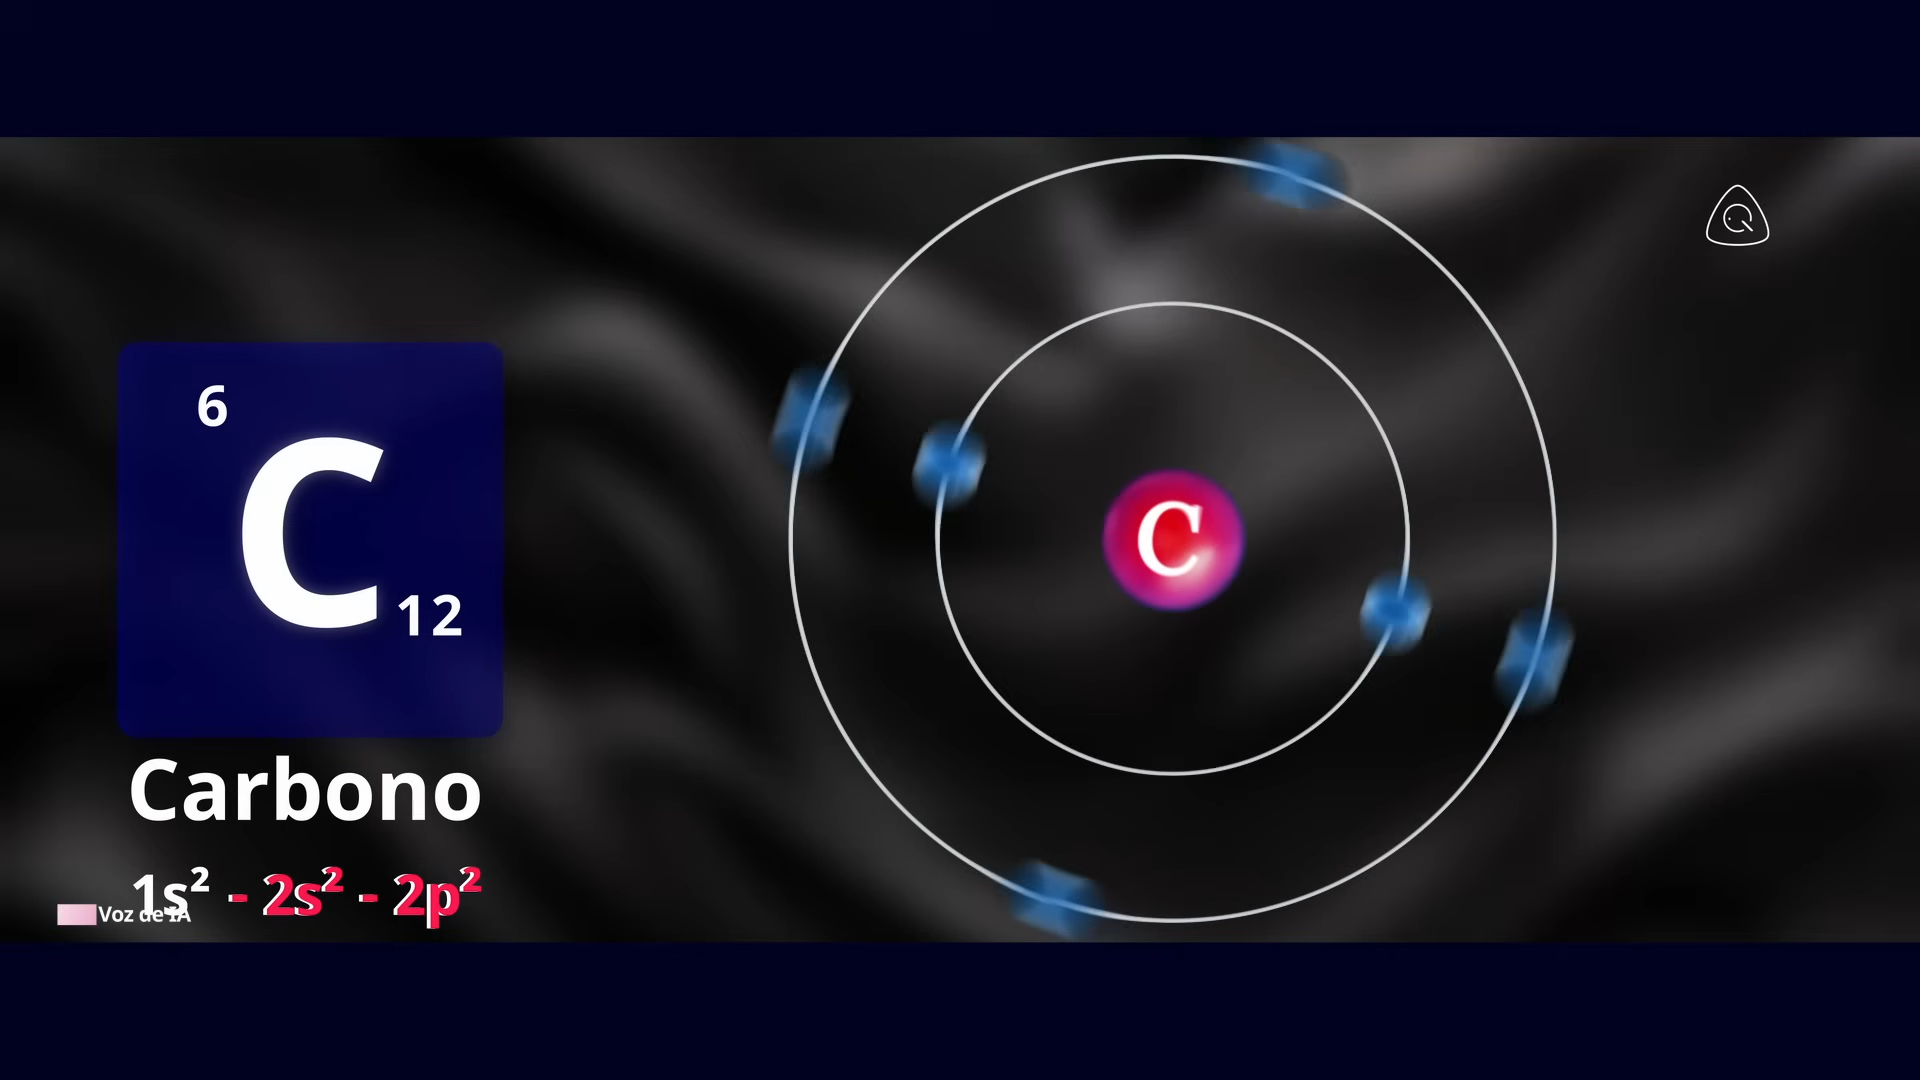 6
C
12
Carbono
1s² - 2s² - 2p²
Voz de IA
C